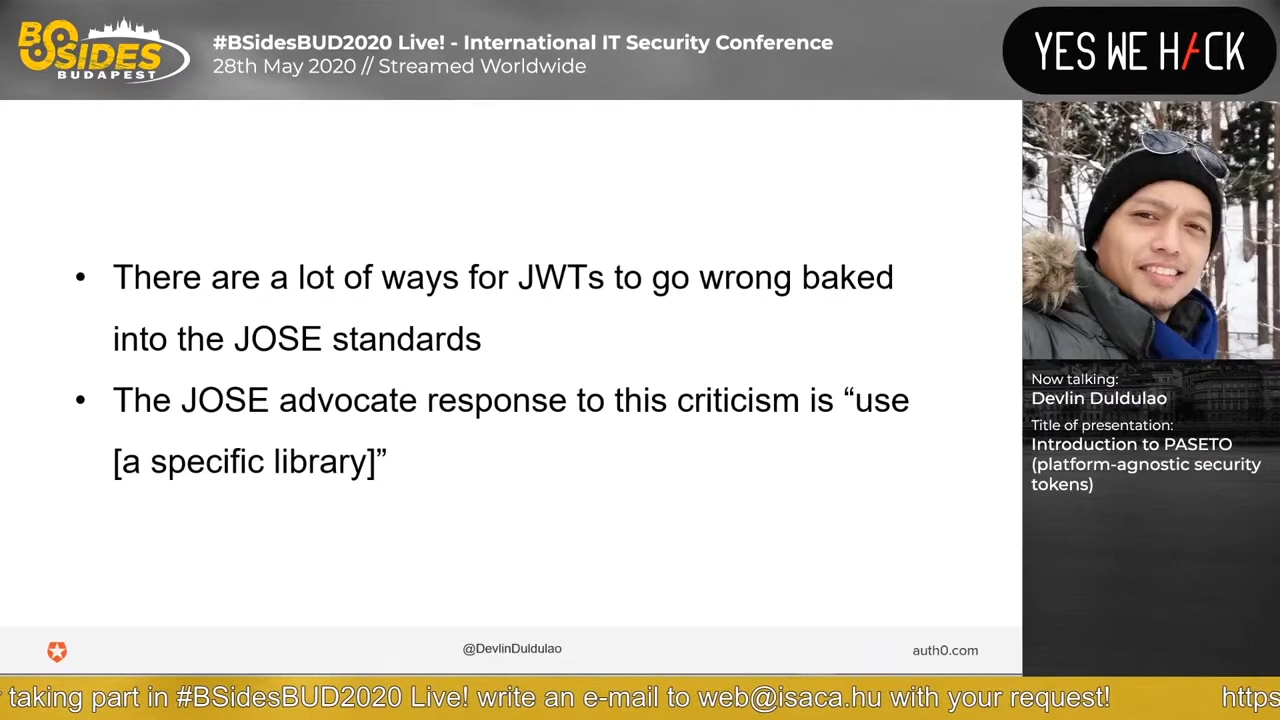 BSIDES
BUDAPEST
#BSidesBUD2020 Live! - International IT Security Conference
28th May 2020 // Streamed Worldwide
YES WE H/CK
• There are a lot of ways for JWTs to go wrong baked
into the JOSE standards
• The JOSE advocate response to this criticism is “use
[a specific library]”
Now talking:
Devlin Duldulao
Title of presentation:
Introduction to PASETO
(platform-agnostic security
tokens)
@DevlinDuldulao
auth0.com
taking part in #BSidesBUD2020 Live! write an e-mail to web@isaca.hu with your request!
https